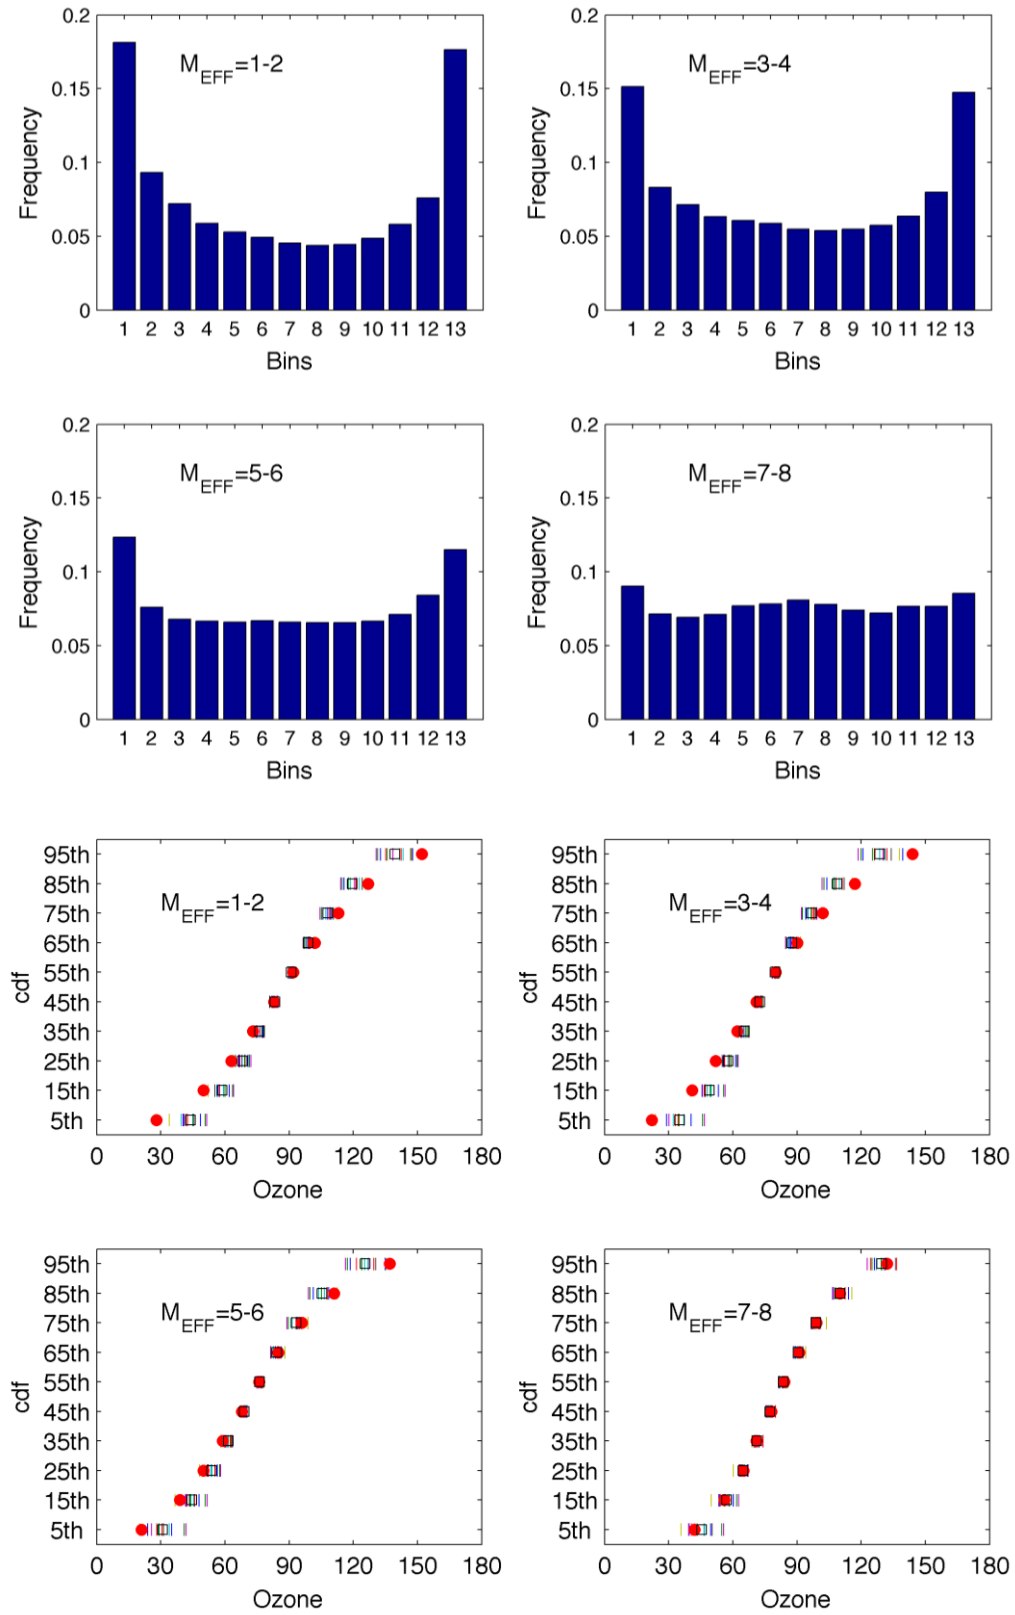 0.2
0.15
0.1
0.05
0
Frequency
M_EFF=1-2
1 2 3 4 5 6 7 8 9 10 11 12 13
Bins
0.2
0.15
0.1
0.05
0
Frequency
M_EFF=3-4
1 2 3 4 5 6 7 8 9 10 11 12 13
Bins
0.2
0.15
0.1
0.05
0
Frequency
M_EFF=5-6
1 2 3 4 5 6 7 8 9 10 11 12 13
Bins
0.2
0.15
0.1
0.05
0
Frequency
M_EFF=7-8
1 2 3 4 5 6 7 8 9 10 11 12 13
Bins
95th
85th
75th
65th
55th
45th
35th
25th
15th
5th
cdf
M_EFF=1-2
0 30 60 90 120 150 180
Ozone
95th
85th
75th
65th
55th
45th
35th
25th
15th
5th
cdf
M_EFF=3-4
0 30 60 90 120 150 180
Ozone
95th
85th
75th
65th
55th
45th
35th
25th
15th
5th
cdf
M_EFF=5-6
0 30 60 90 120 150 180
Ozone
95th
85th
75th
65th
55th
45th
35th
25th
15th
5th
cdf
M_EFF=7-8
0 30 60 90 120 150 180
Ozone